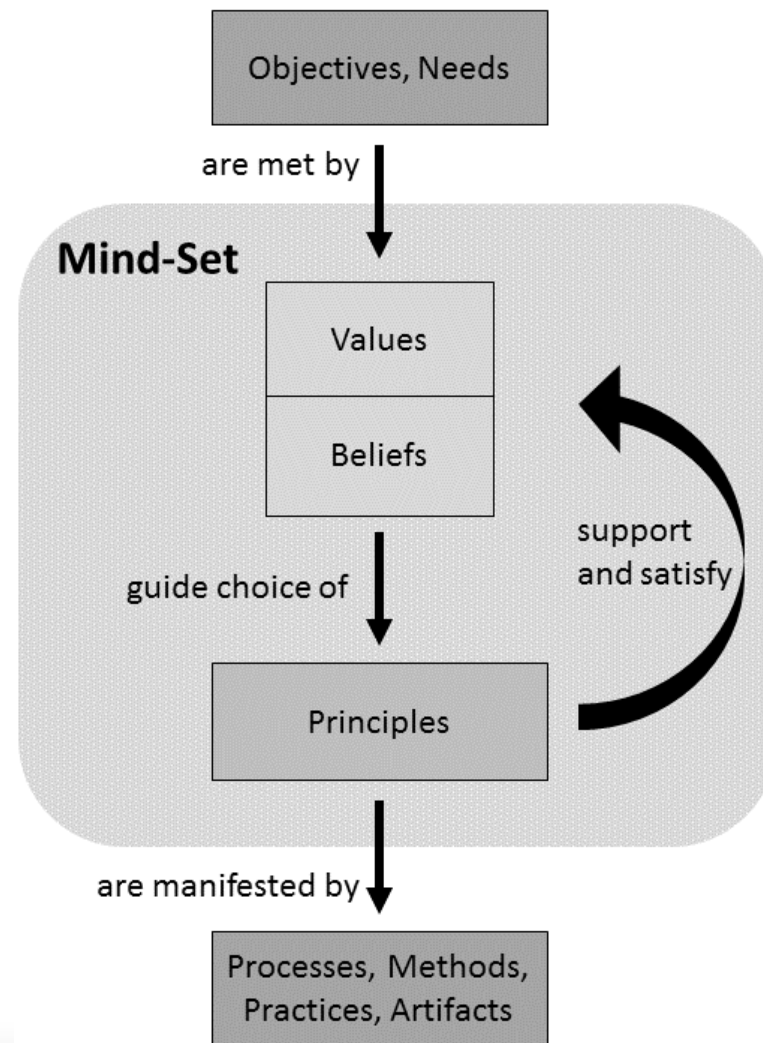 Objectives, Needs
are met by
Mind-Set
Values
Beliefs
support
and satisfy
guide choice of
Principles
are manifested by
Processes, Methods,
Practices, Artifacts